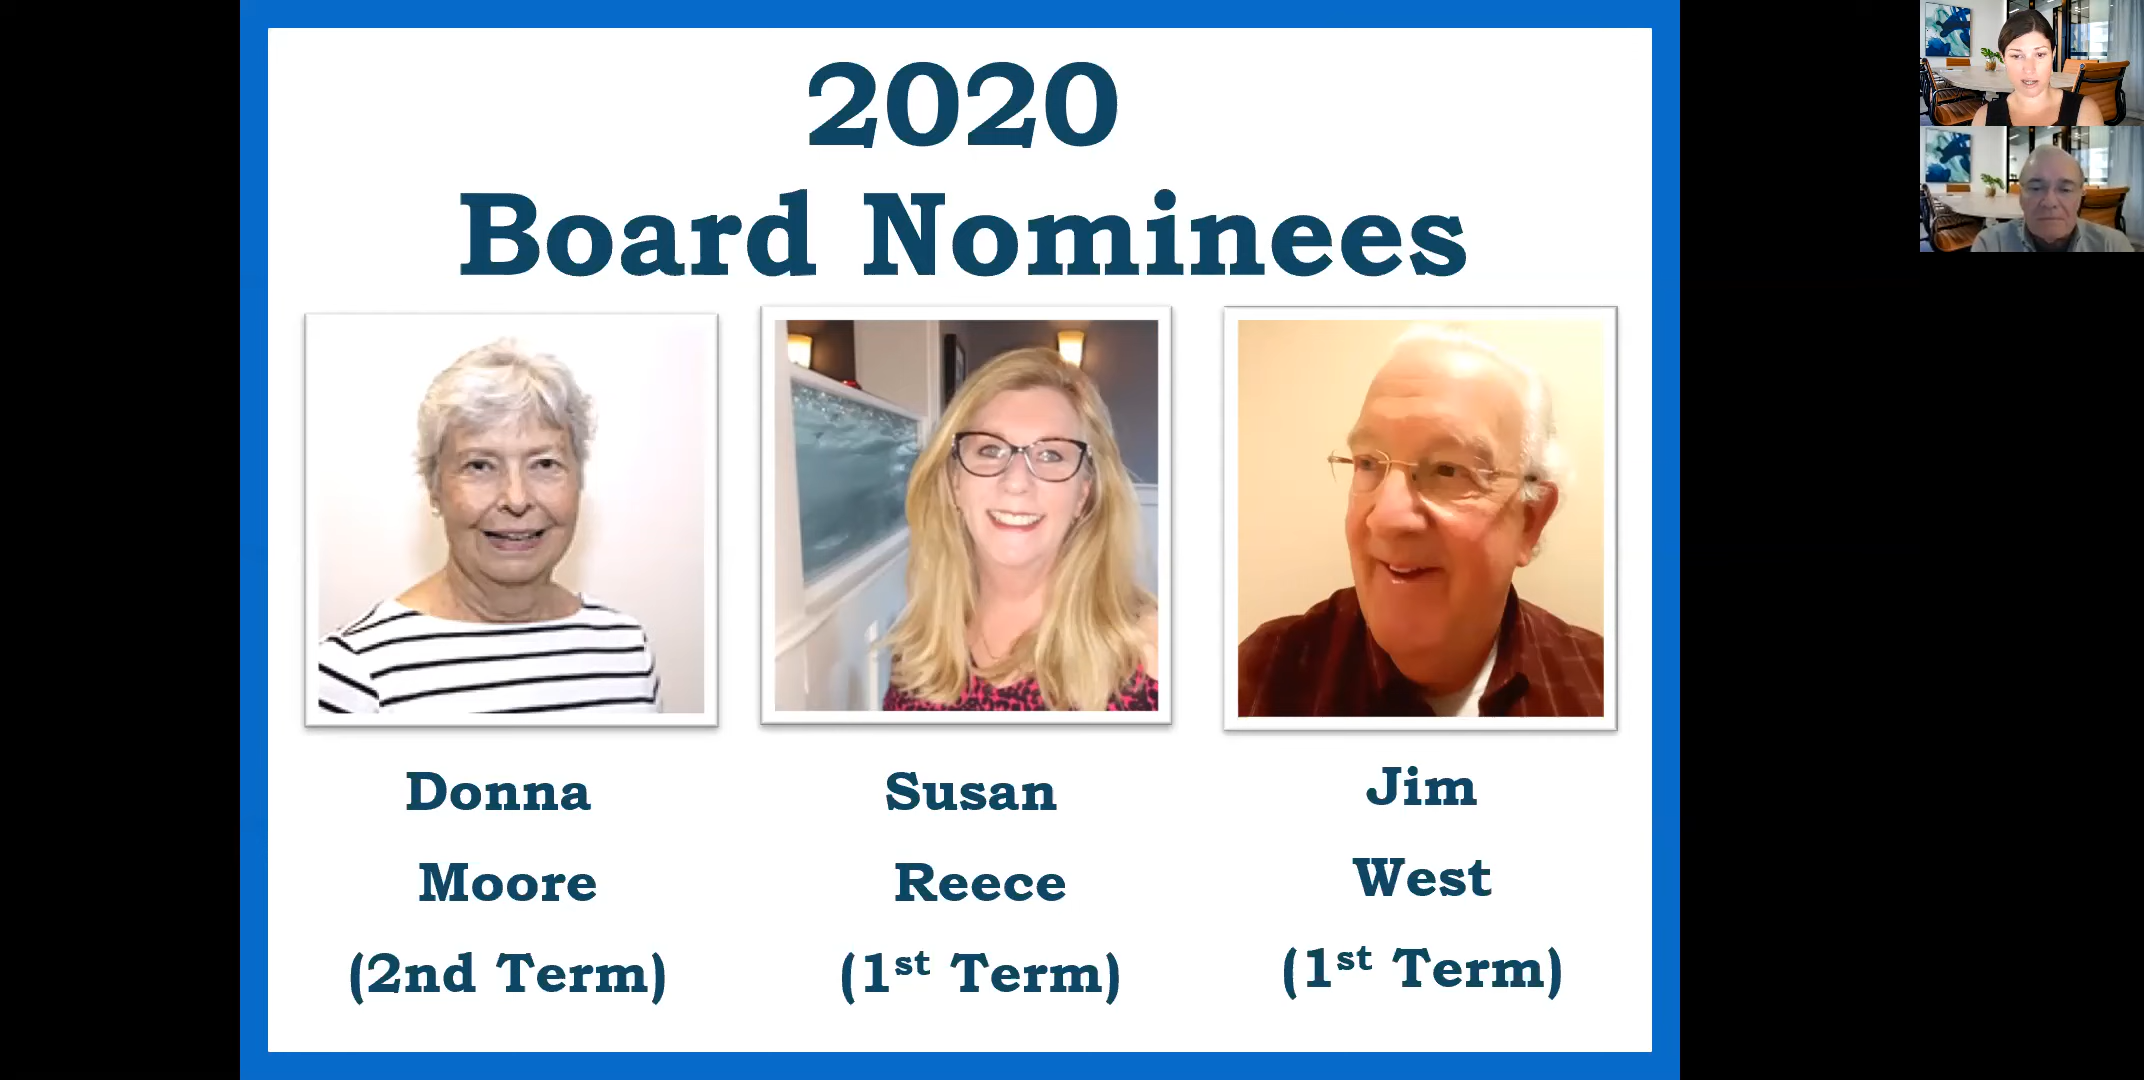 2020
Board Nominees
Donna
Moore
(2nd Term)
Susan
Reece
(1st Term)
Jim
West
(1st Term)